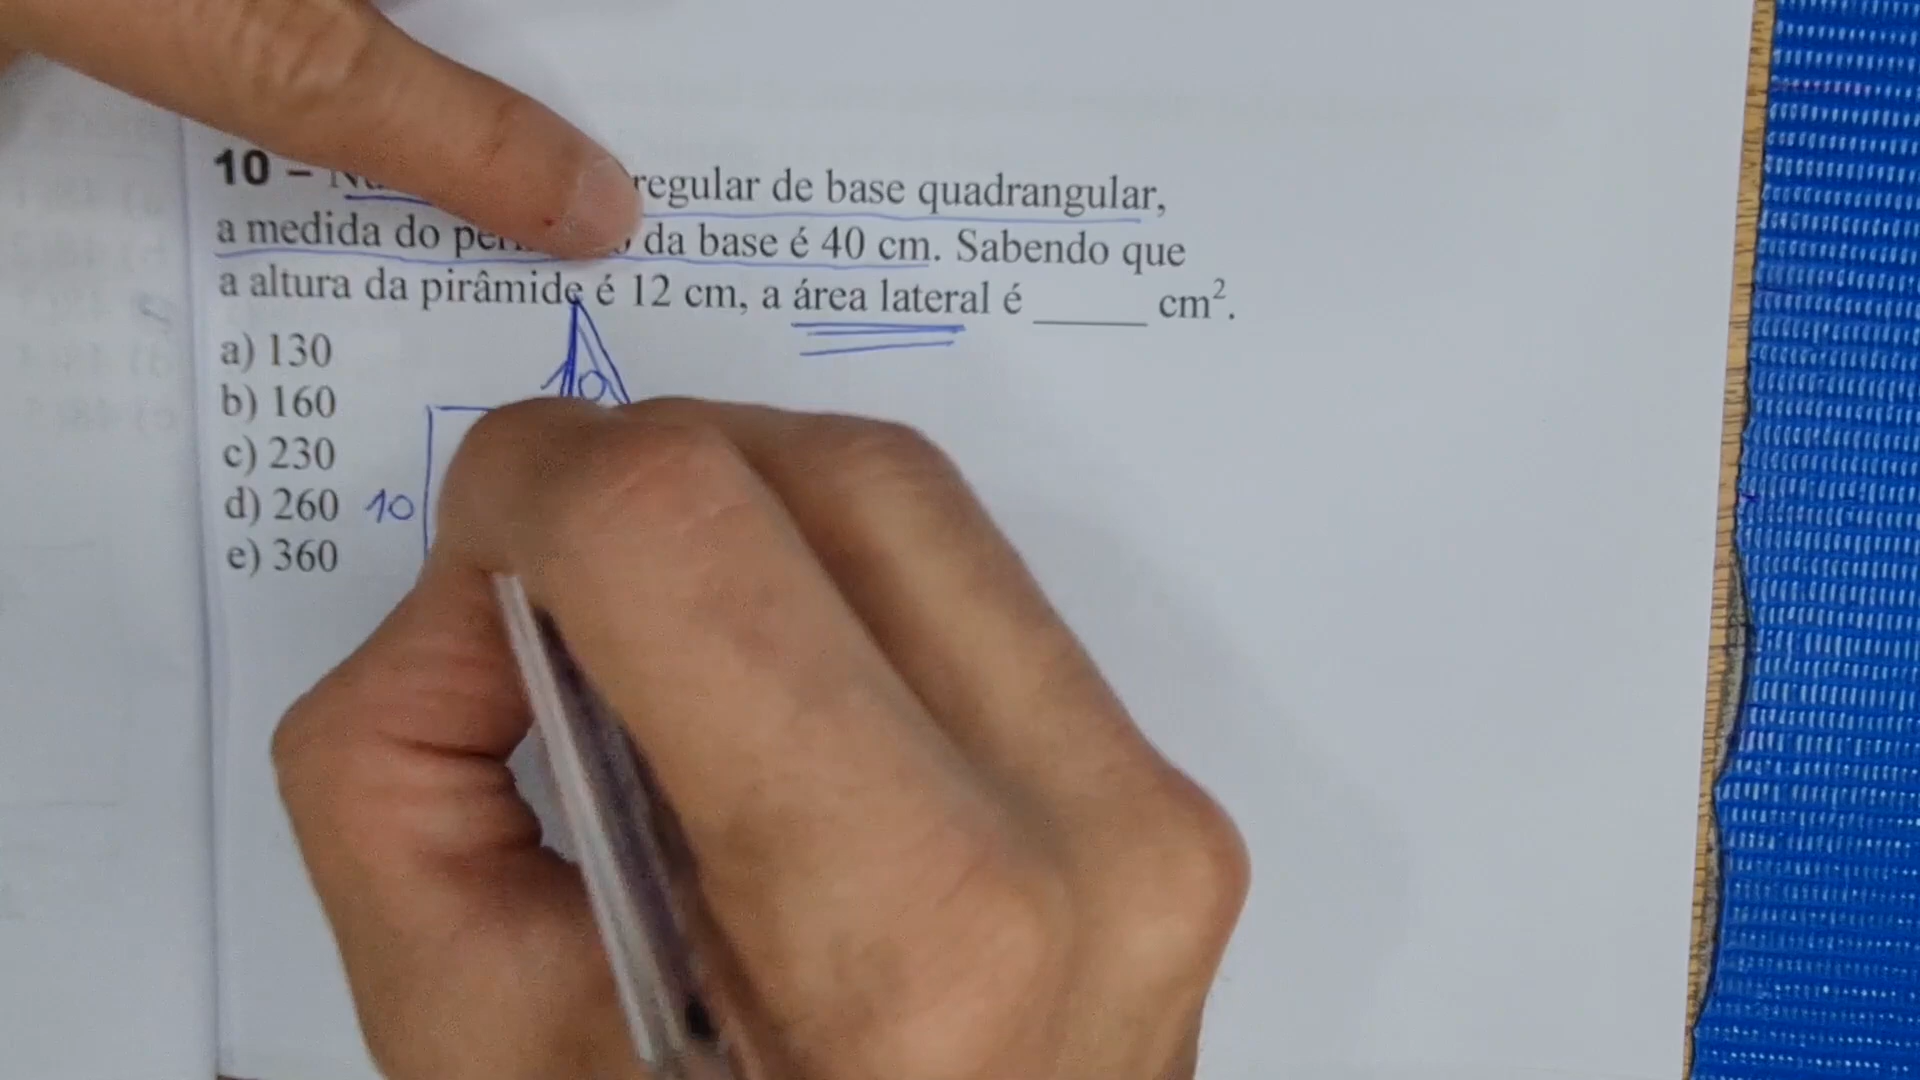 10 – regular de base quadrangular,
a medida do da base é 40 cm. Sabendo que
a altura da pirâmide é 12 cm, a área lateral é ______ cm².
a) 130
b) 160
c) 230
d) 260
e) 360
10
10